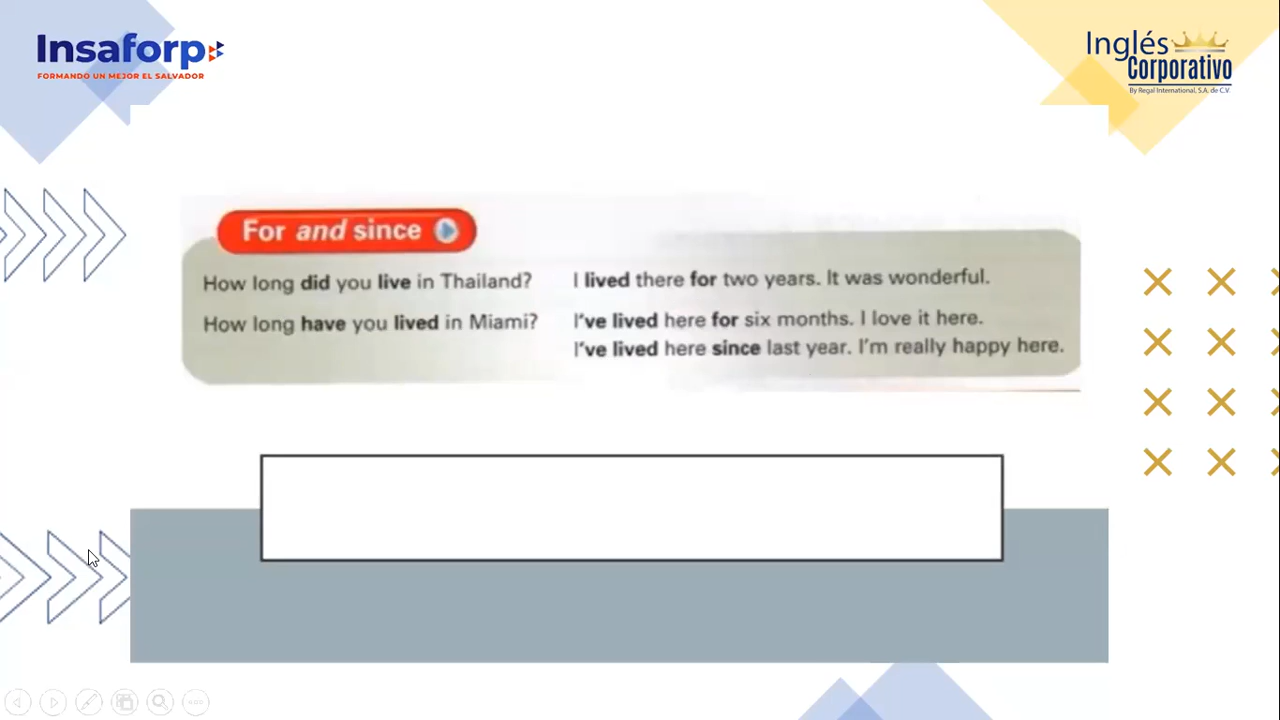 Insaforp
FORMANDO UN MEJOR EL SALVADOR
Inglés
Corporativo
By Regal International, S.A. de C.V.
For and since
How long did you live in Thailand? I lived there for two years. It was wonderful.
How long have you lived in Miami? I've lived here for six months. I love it here.
I've lived here since last year. I'm really happy here.